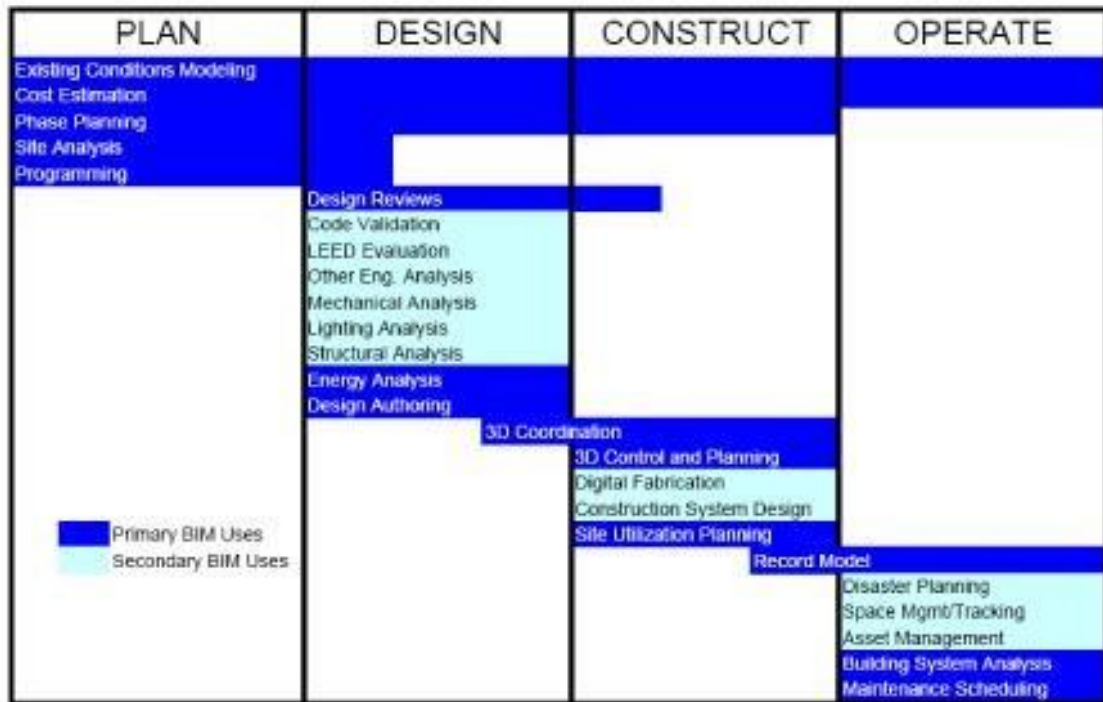 PLAN
DESIGN
CONSTRUCT
OPERATE
Existing Conditions Modeling
Cost Estimation
Phase Planning
Site Analysis
Programming
Design Reviews
Code Validation
LEED Evaluation
Other Eng. Analysis
Mechanical Analysis
Lighting Analysis
Structural Analysis
Energy Analysis
Design Authoring
3D Coordination
3D Control and Planning
Digital Fabrication
Construction System Design
Site Utilization Planning
Primary BIM Uses
Secondary BIM Uses
Record Model
Disaster Planning
Space Mgmt/Tracking
Asset Management
Building System Analysis
Maintenance Scheduling